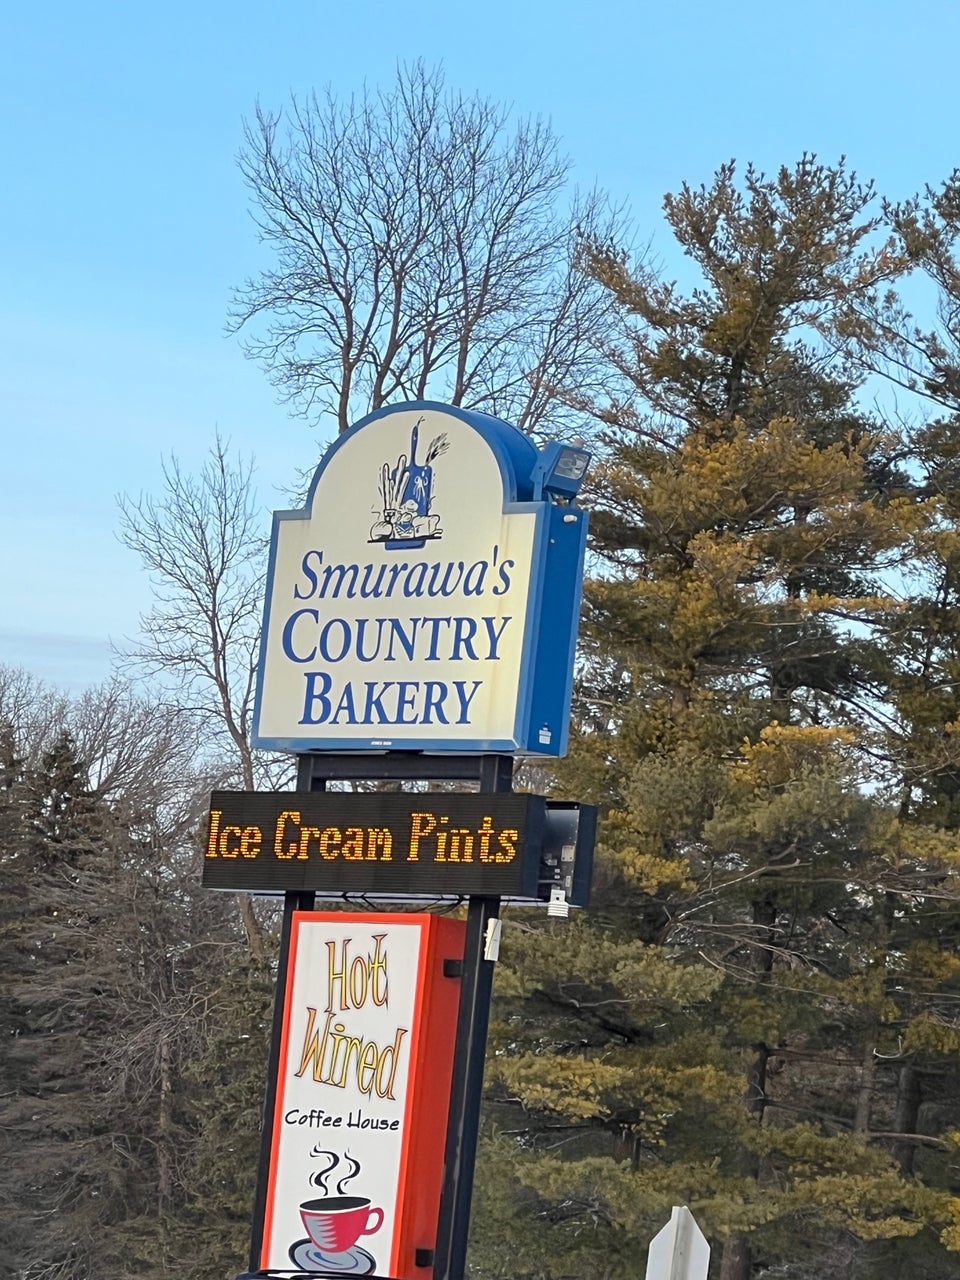 Smurawa's
COUNTRY
BAKERY
Ice Cream Pints
Hot
Wired
Coffee House